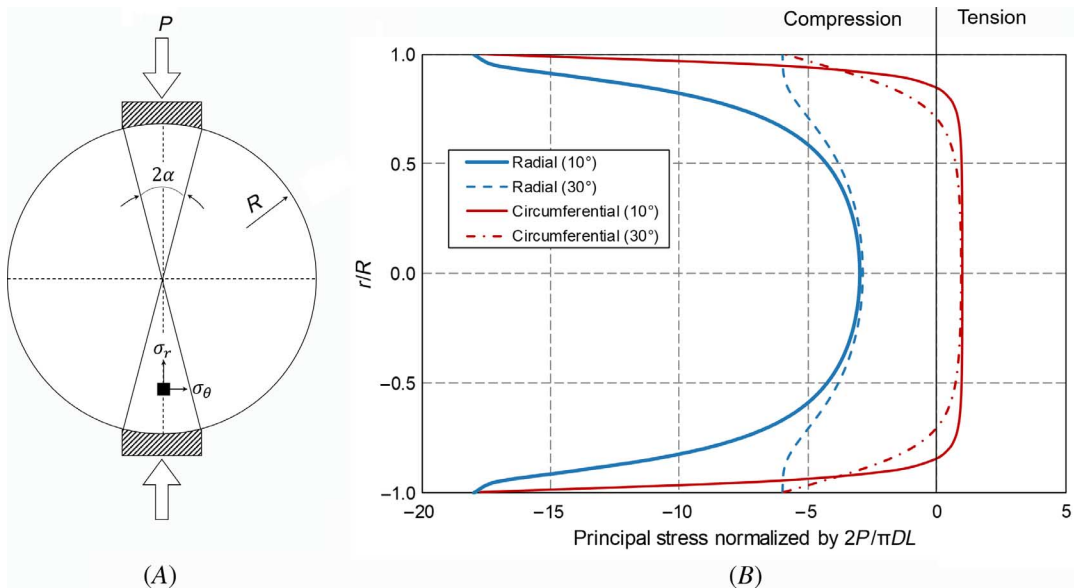 P
2α
R
σr
σθ
(A)
Compression
Tension
1.0
0.5
0.0
−0.5
−1.0
r/R
Radial (10°)
Radial (30°)
Circumferential (10°)
Circumferential (30°)
−20
−15
−10
−5
0
5
Principal stress normalized by 2P/πDL
(B)